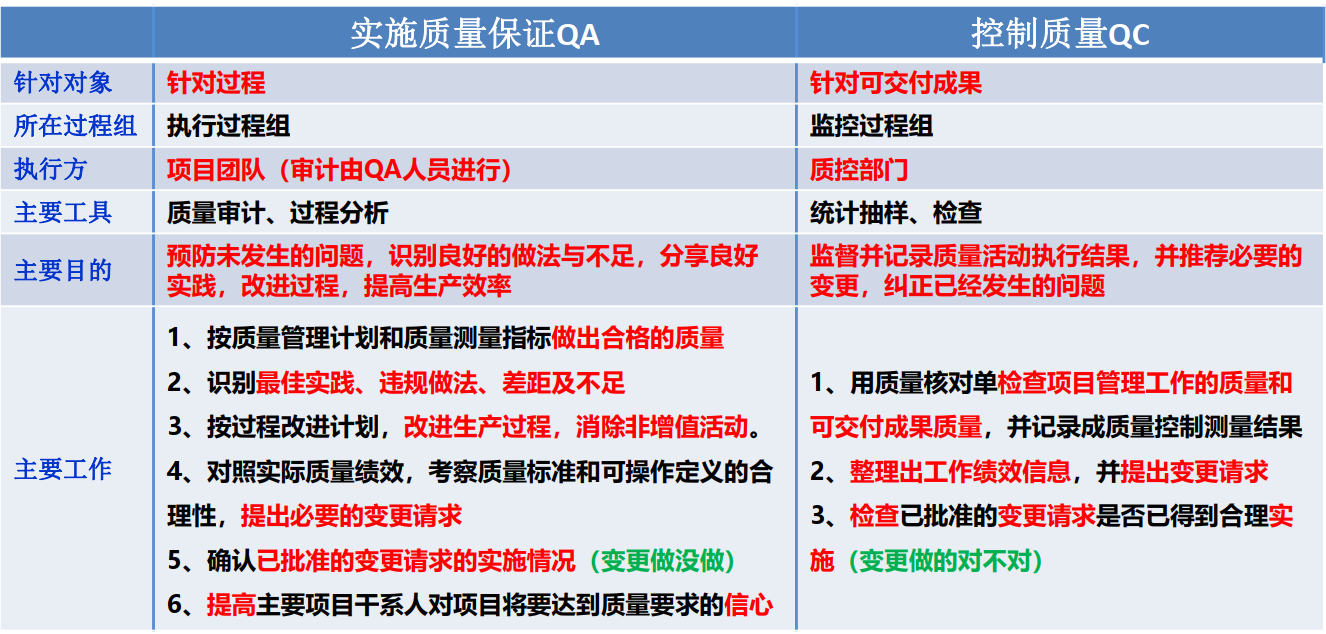 实施质量保证QA 控制质量QC
针对对象 针对过程 针对可交付成果
所在过程组 执行过程组 监控过程组
执行方 项目团队（审计由QA人员进行） 质控部门
主要工具 质量审计、过程分析 统计抽样、检查
主要目的
预防未发生的问题，识别良好的做法与不足，分享良好
实践，改进过程，提高生产效率
监督并记录质量活动执行结果，并推荐必要的
变更，纠正已经发生的问题
主要工作
1、按质量管理计划和质量测量指标做出合格的质量
2、识别最佳实践、违规做法、差距及不足
3、按过程改进计划，改进生产过程，消除非增值活动。
4、对照实际质量绩效，考察质量标准和可操作定义的合
理性，提出必要的变更请求
5、确认已批准的变更请求的实施情况（变更做没做）
6、提高主要项目干系人对项目将要达到质量要求的信心
1、用质量核对单检查项目管理工作的质量和
可交付成果质量，并记录成质量控制测量结果
2、整理出工作绩效信息，并提出变更请求
3、检查已批准的变更请求是否已得到合理实
施（变更做的对不对）